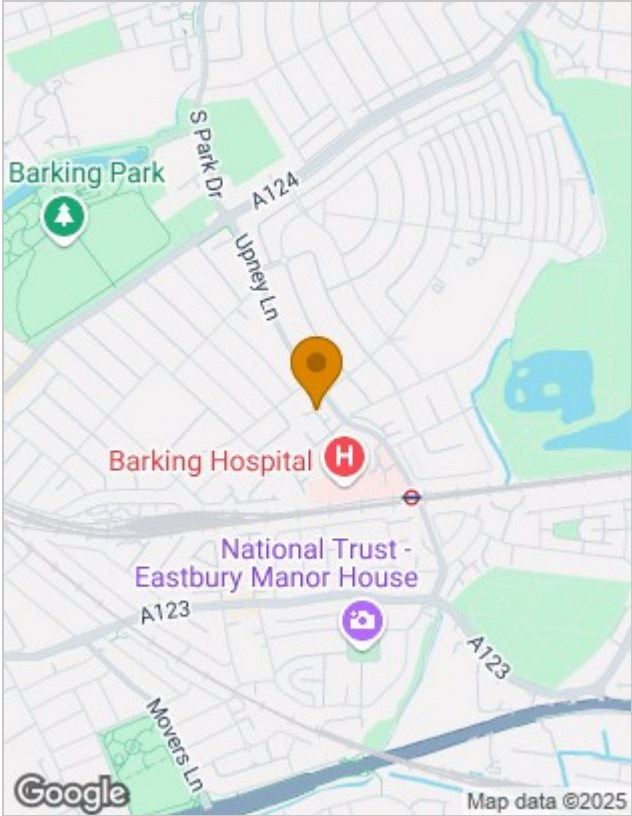 S Park Dr
Barking Park
A124
Upney Ln
Barking Hospital
H
National Trust -
Eastbury Manor House
A123
A123
Movers Ln
Google
Map data ©2025